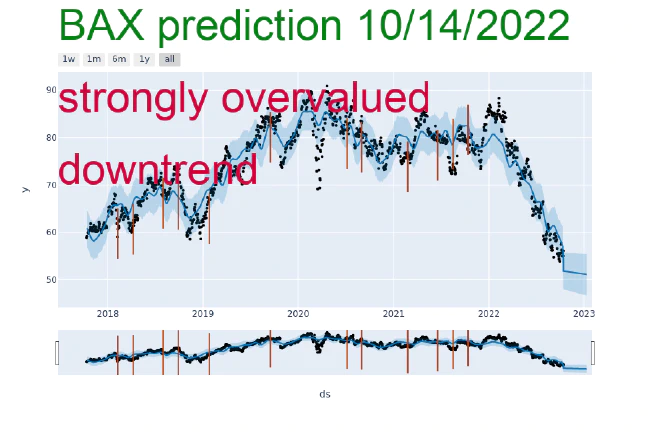 BAX prediction 10/14/2022
1w 1m 6m 1y all
strongly overvalued
downtrend
90
80
70
60
50
y
2018 2019 2020 2021 2022 2023
ds